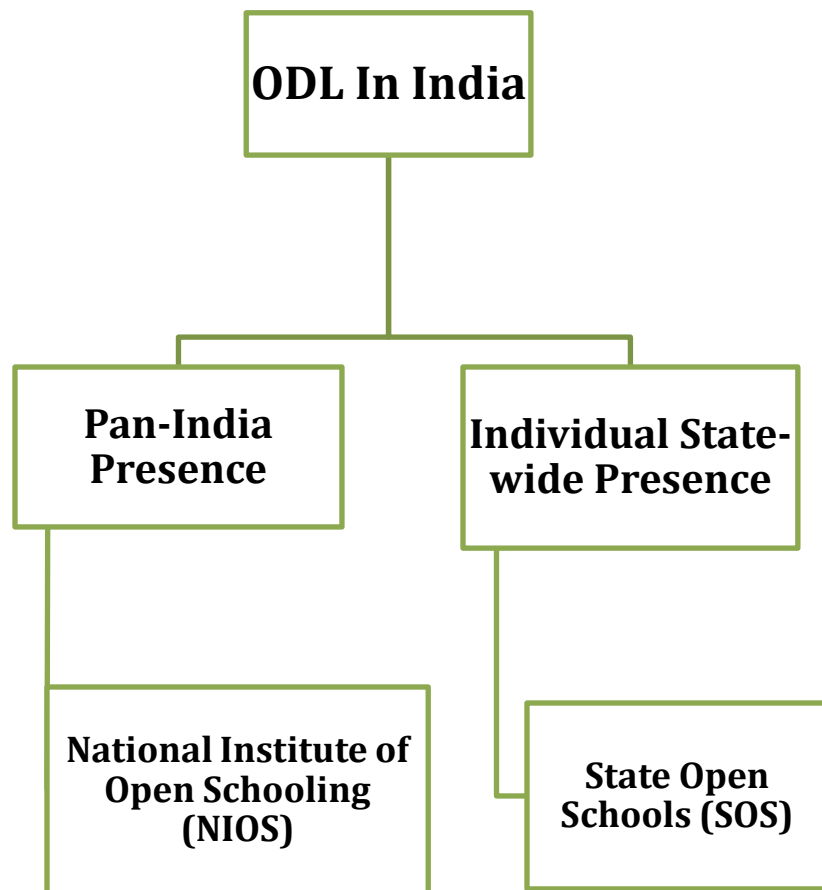 ODL In India
Pan-India
Presence
Individual State-
wide Presence
National Institute of
Open Schooling
(NIOS)
State Open
Schools (SOS)